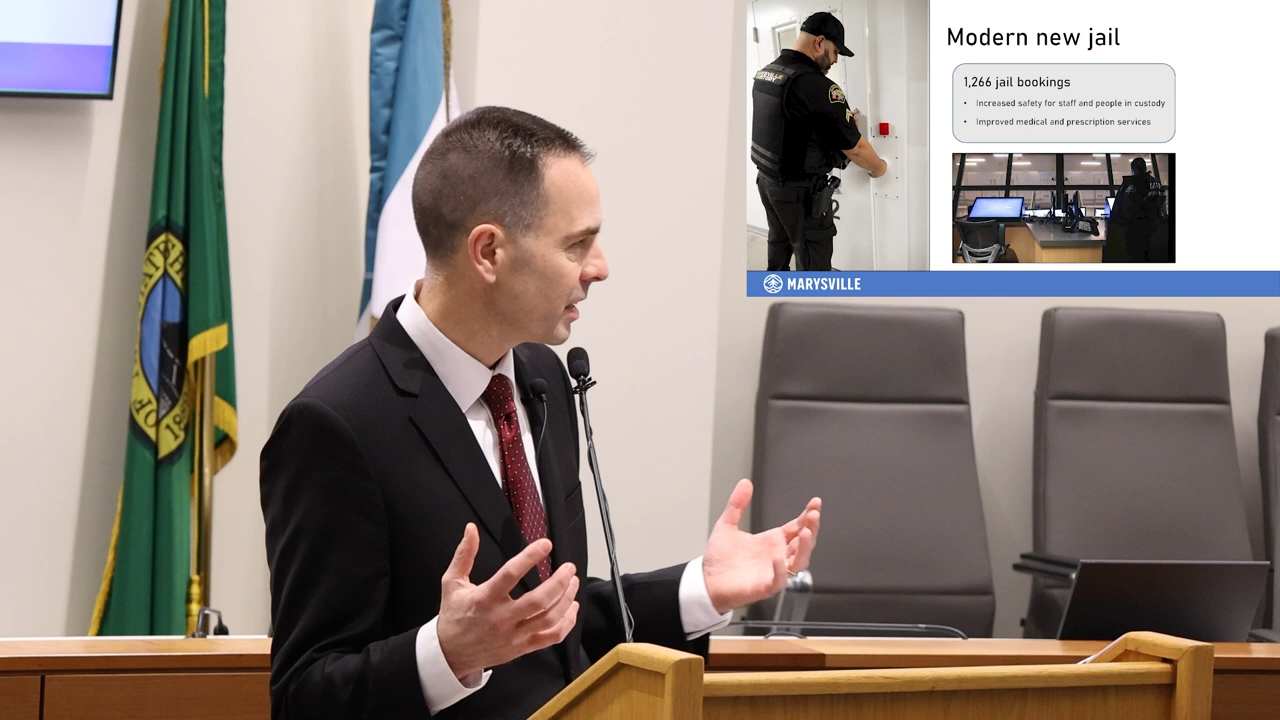 Modern new jail
1,266 jail bookings
• Increased safety for staff and people in custody
• Improved medical and prescription services
MARYSVILLE